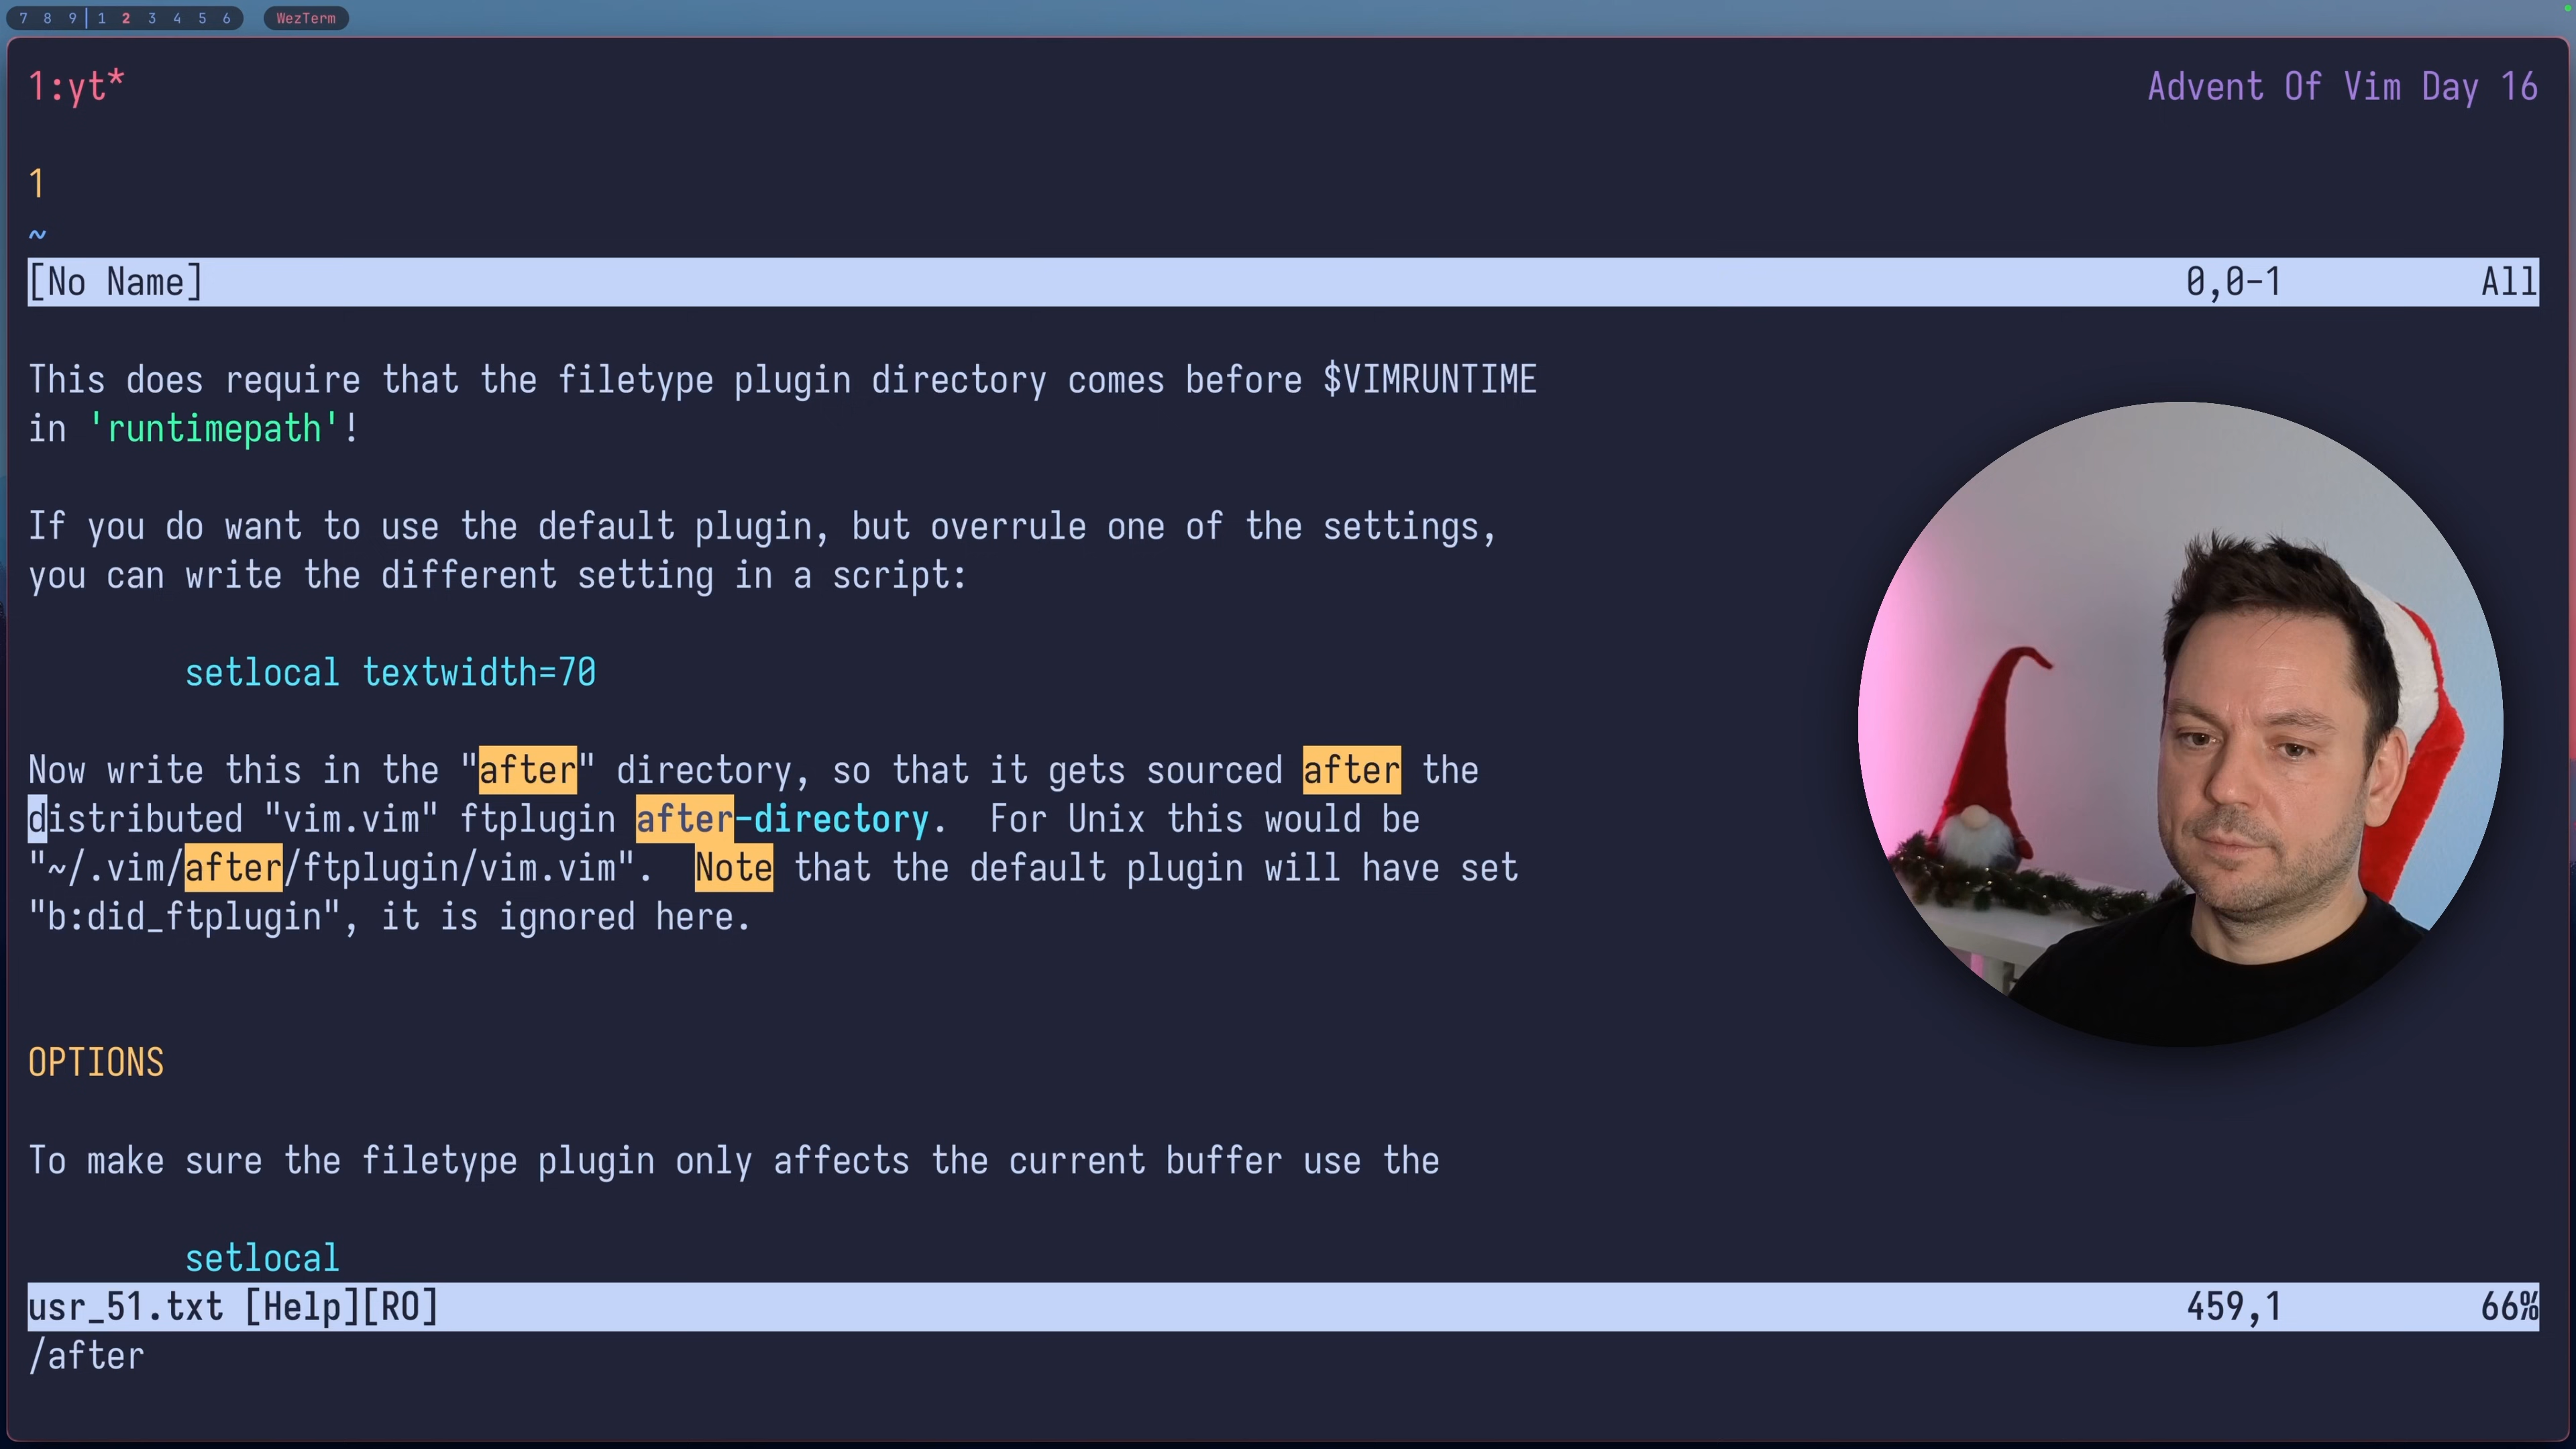 7 8 9 1 2 3 4 5 6 WezTerm
1:yt* Advent Of Vim Day 16
1
~
[No Name] 0,0-1 All
This does require that the filetype plugin directory comes before $VIMRUNTIME
in 'runtimepath'!
If you do want to use the default plugin, but overrule one of the settings,
you can write the different setting in a script:
setlocal textwidth=70
Now write this in the "after" directory, so that it gets sourced after the
distributed "vim.vim" ftplugin after-directory.  For Unix this would be
"~/.vim/after/ftplugin/vim.vim".  Note that the default plugin will have set
"b:did_ftplugin", it is ignored here.
OPTIONS
To make sure the filetype plugin only affects the current buffer use the
setlocal
usr_51.txt [Help][RO] 459,1 66%
/after